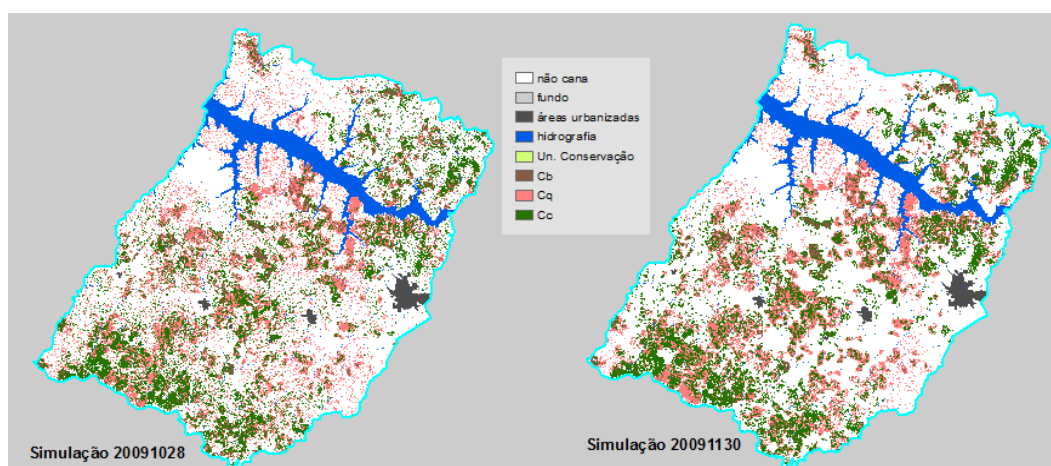 não cana
fundo
áreas urbanizadas
hidrografia
Un. Conservação
Cb
Cq
Cc
Simulação 20091028
Simulação 20091130